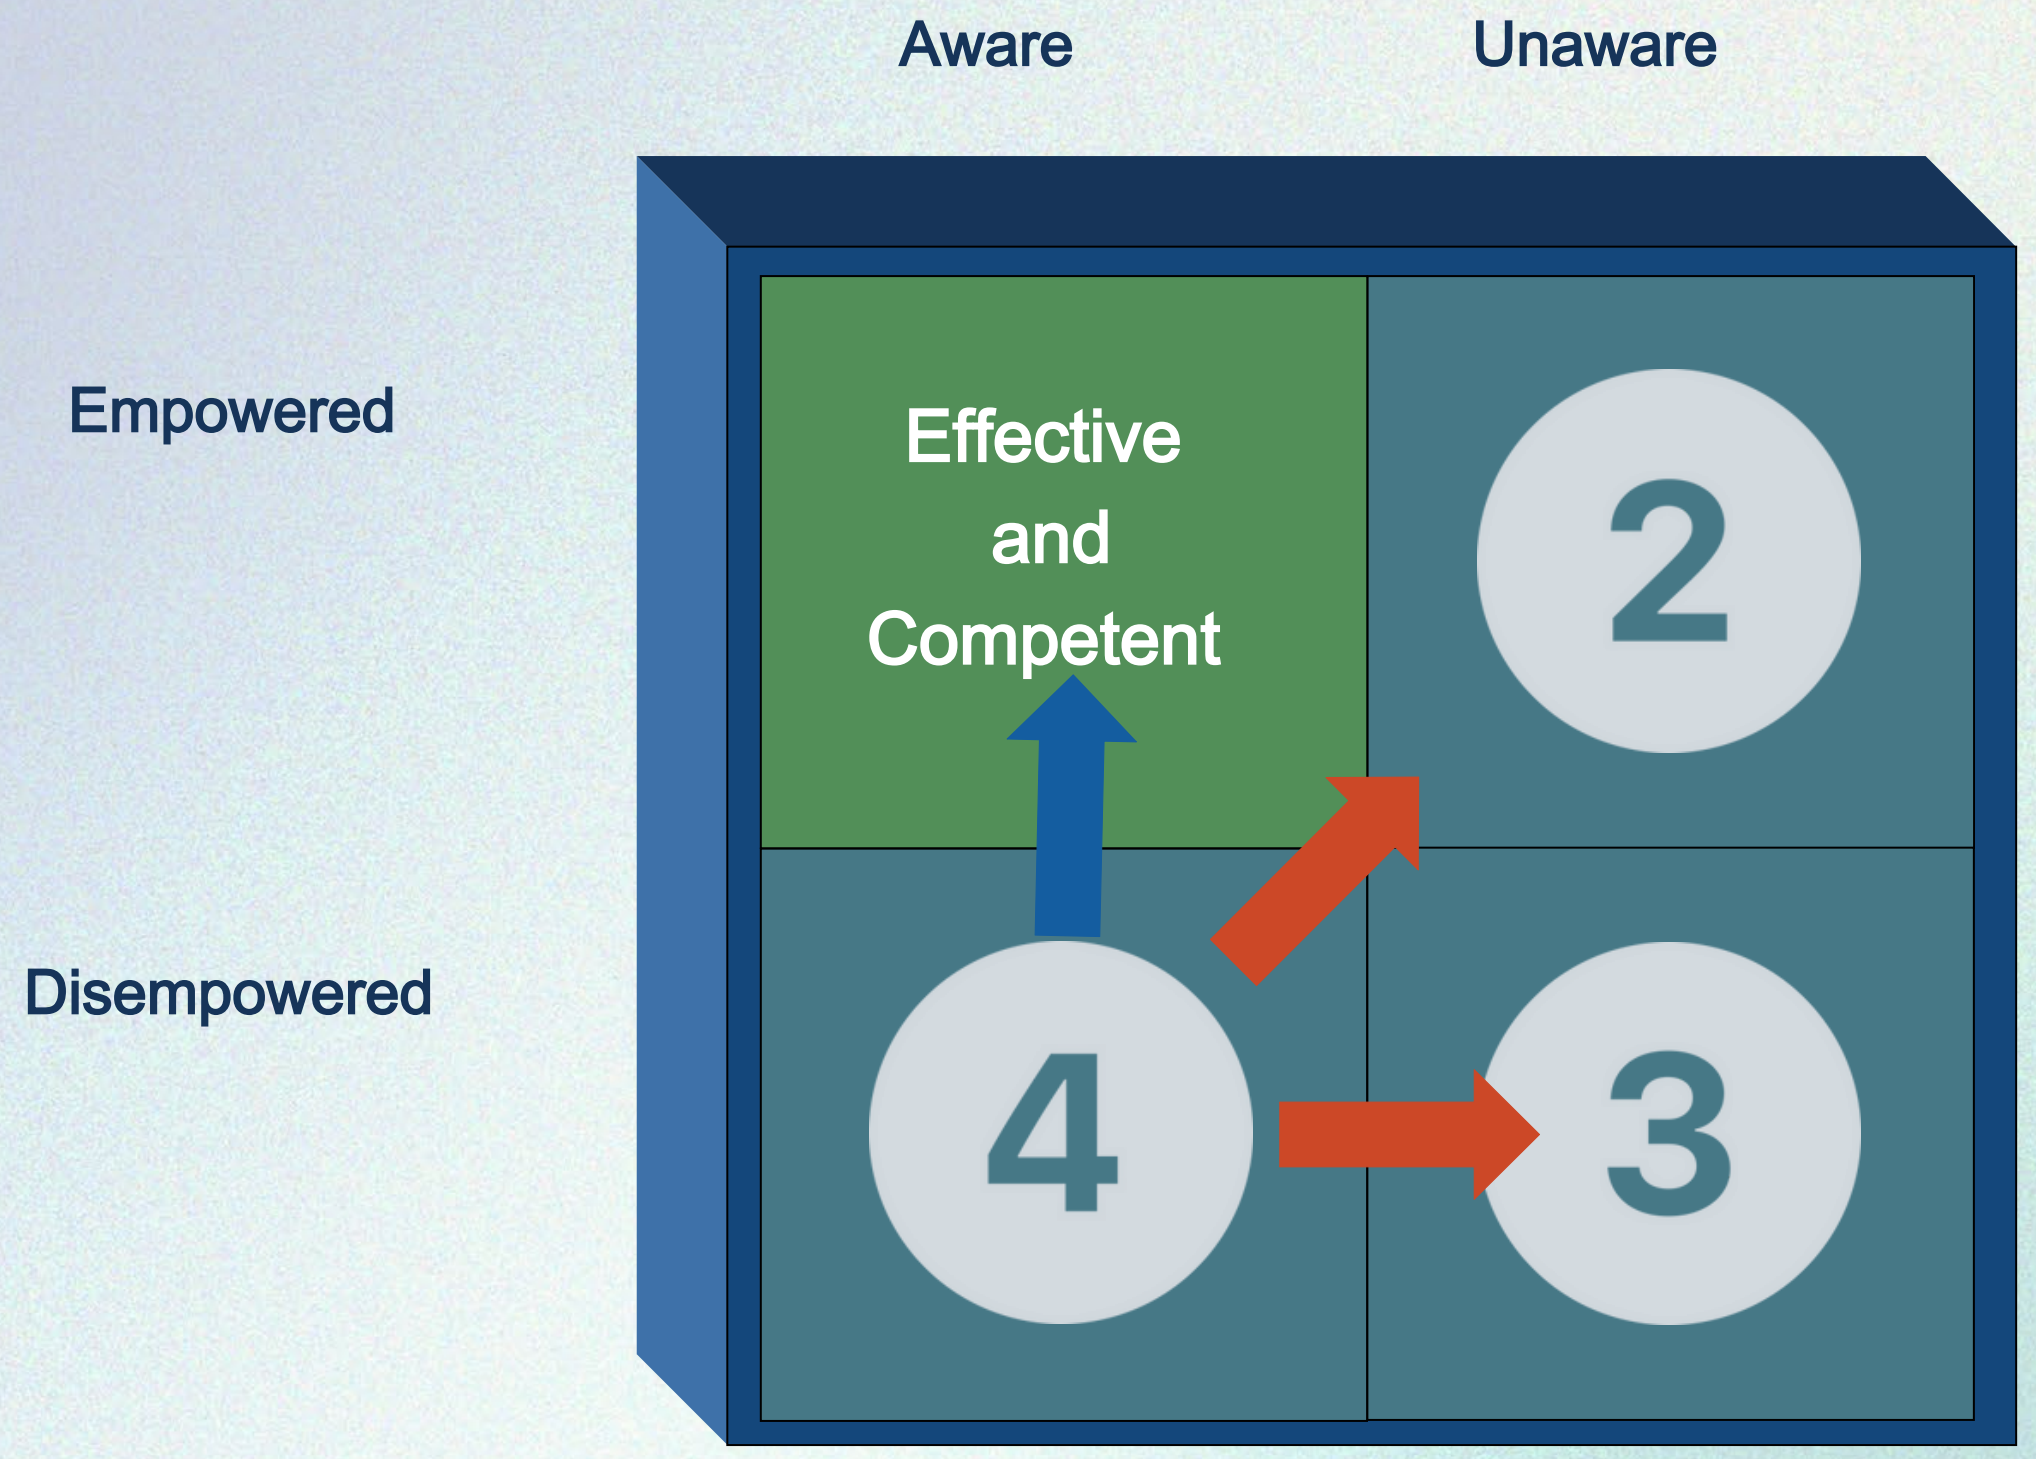 Aware Unaware
Empowered
Effective
and
Competent
2
Disempowered
4
3